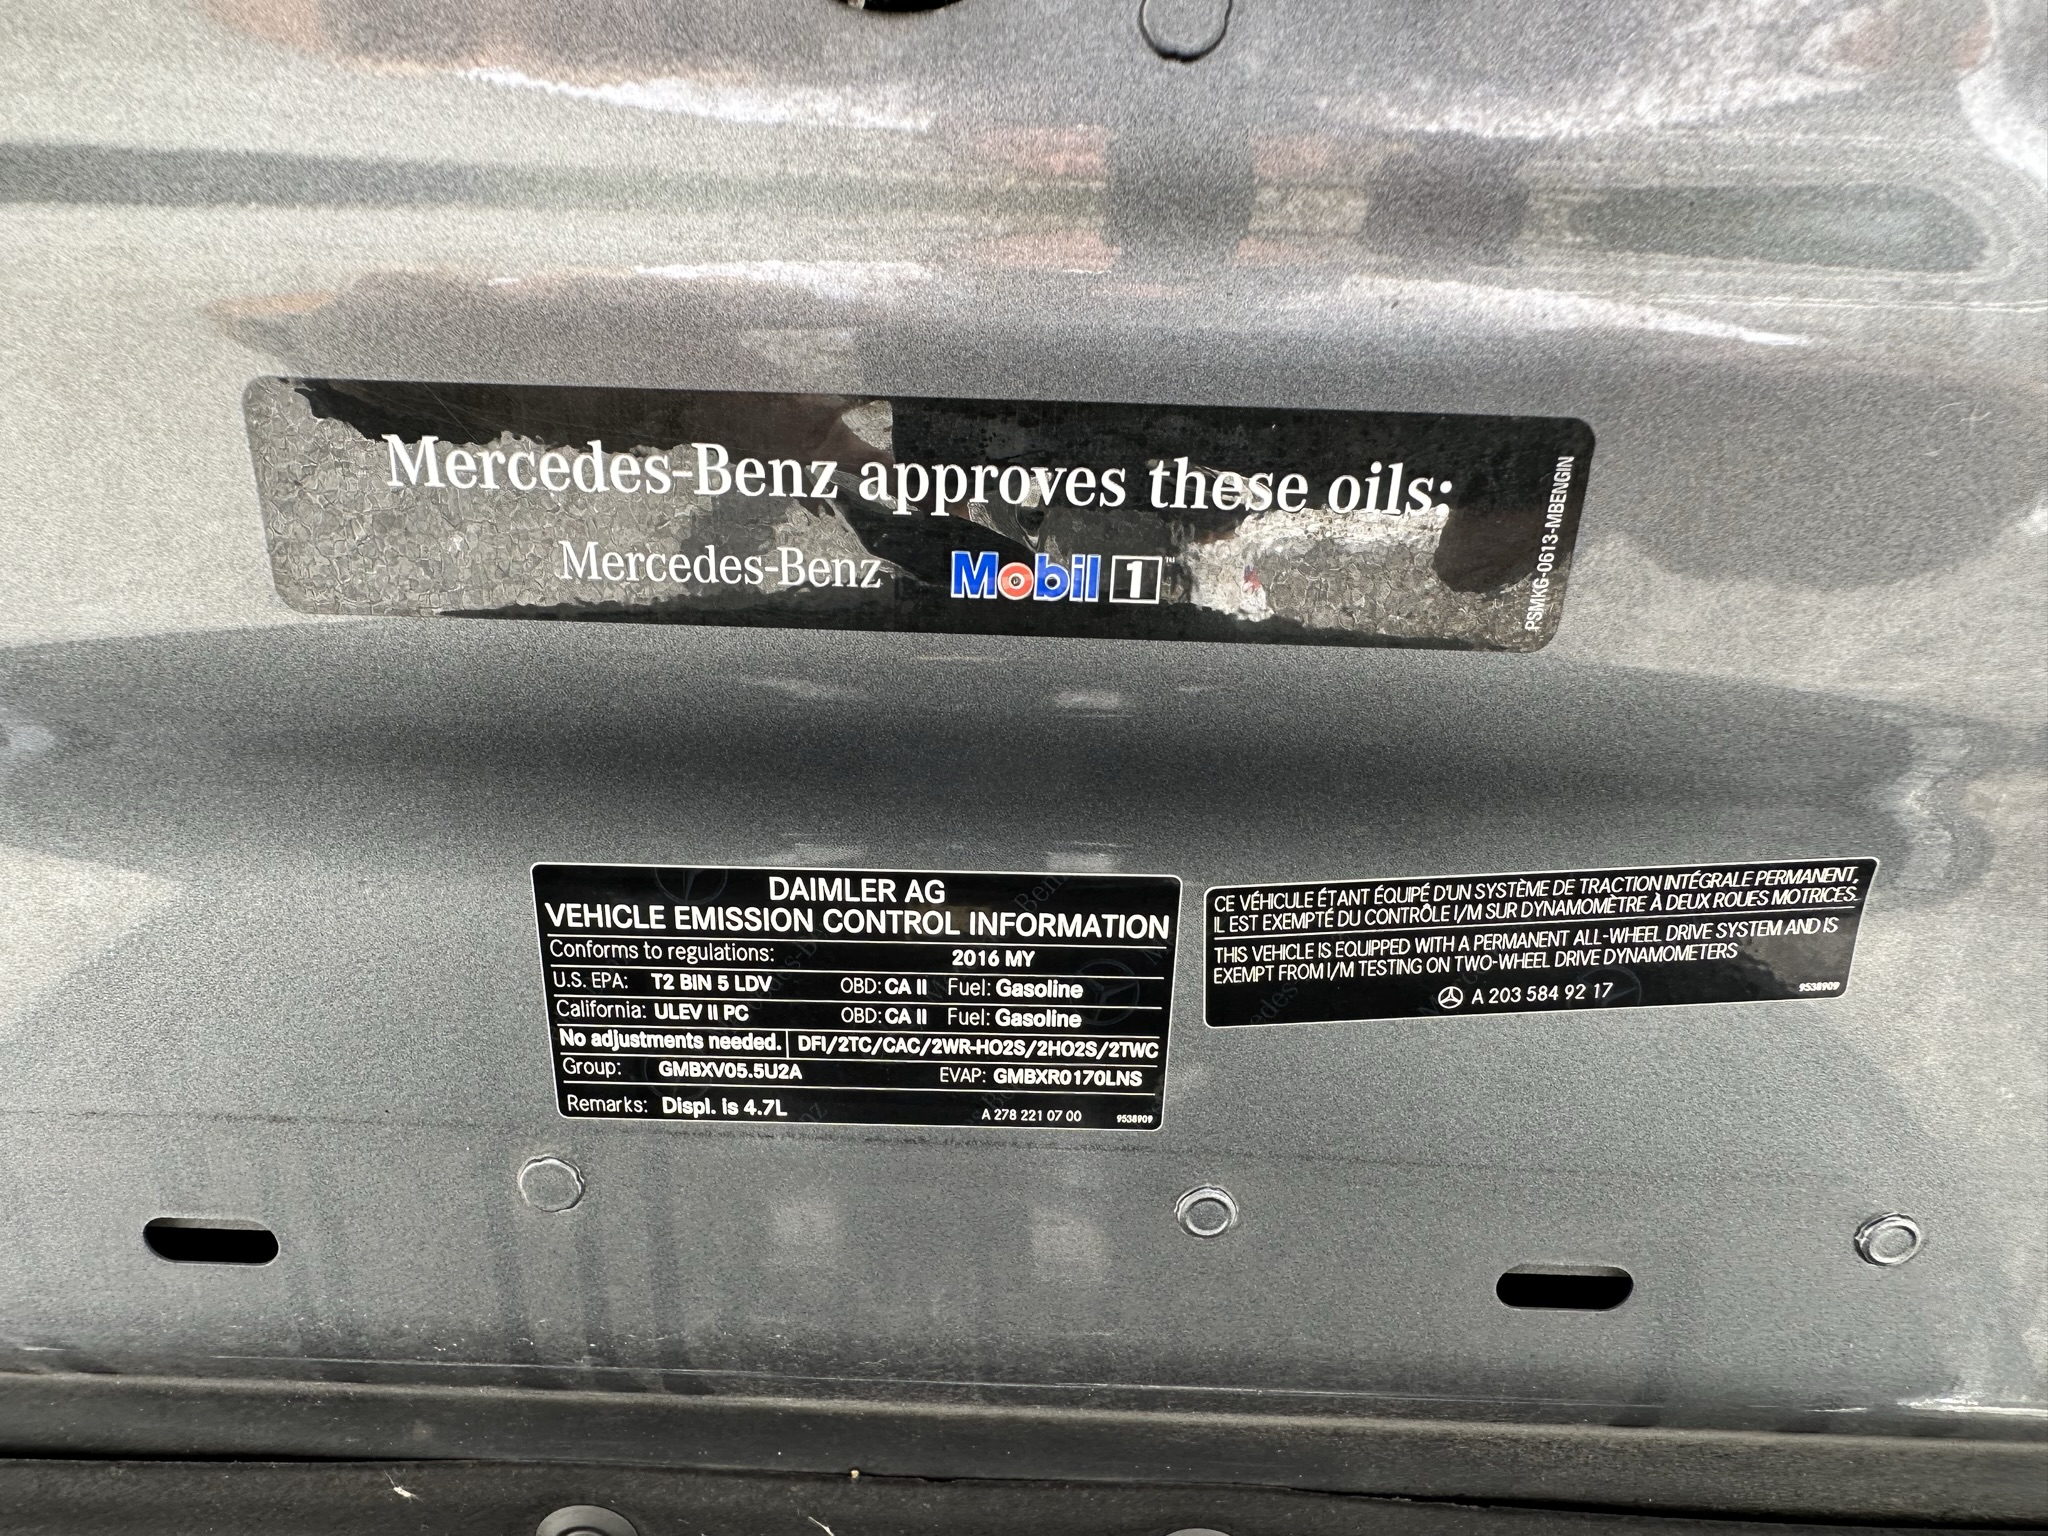 Mercedes-Benz approves these oils:
Mercedes-Benz Mobil 1™
PSMKG-0613-MBENGIN
DAIMLER AG
VEHICLE EMISSION CONTROL INFORMATION
Conforms to regulations: 2016 MY
U.S. EPA: T2 BIN 5 LDV OBD: CA II Fuel: Gasoline
California: ULEV II PC OBD: CA II Fuel: Gasoline
No adjustments needed. DFI/2TC/CAC/2WR-HO2S/2HO2S/2TWC
Group: GMBXV05.5U2A EVAP: GMBXR0170LNS
Remarks: Displ. is 4.7L A 278 221 07 00 9538909
CE VÉHICULE ÉTANT ÉQUIPÉ D'UN SYSTÈME DE TRACTION INTÉGRALE PERMANENT,
IL EST EXEMPTÉ DU CONTRÔLE I/M SUR DYNAMOMÈTRE À DEUX ROUES MOTRICES.
THIS VEHICLE IS EQUIPPED WITH A PERMANENT ALL-WHEEL DRIVE SYSTEM AND IS
EXEMPT FROM I/M TESTING ON TWO-WHEEL DRIVE DYNAMOMETERS
A 203 584 92 17 9538909